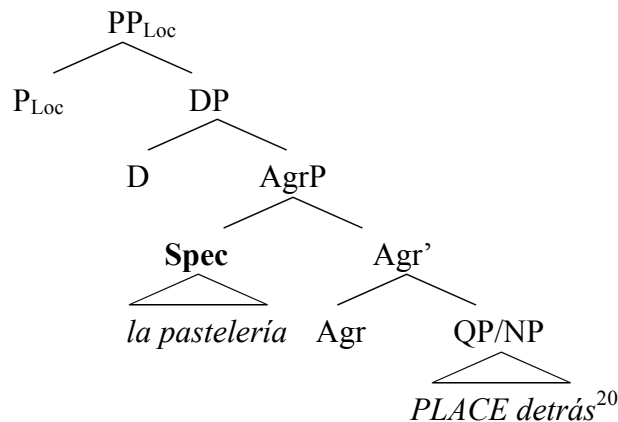 PPLoc
PLoc DP
D AgrP
Spec Agr’
la pastelería Agr QP/NP
PLACE detrás20